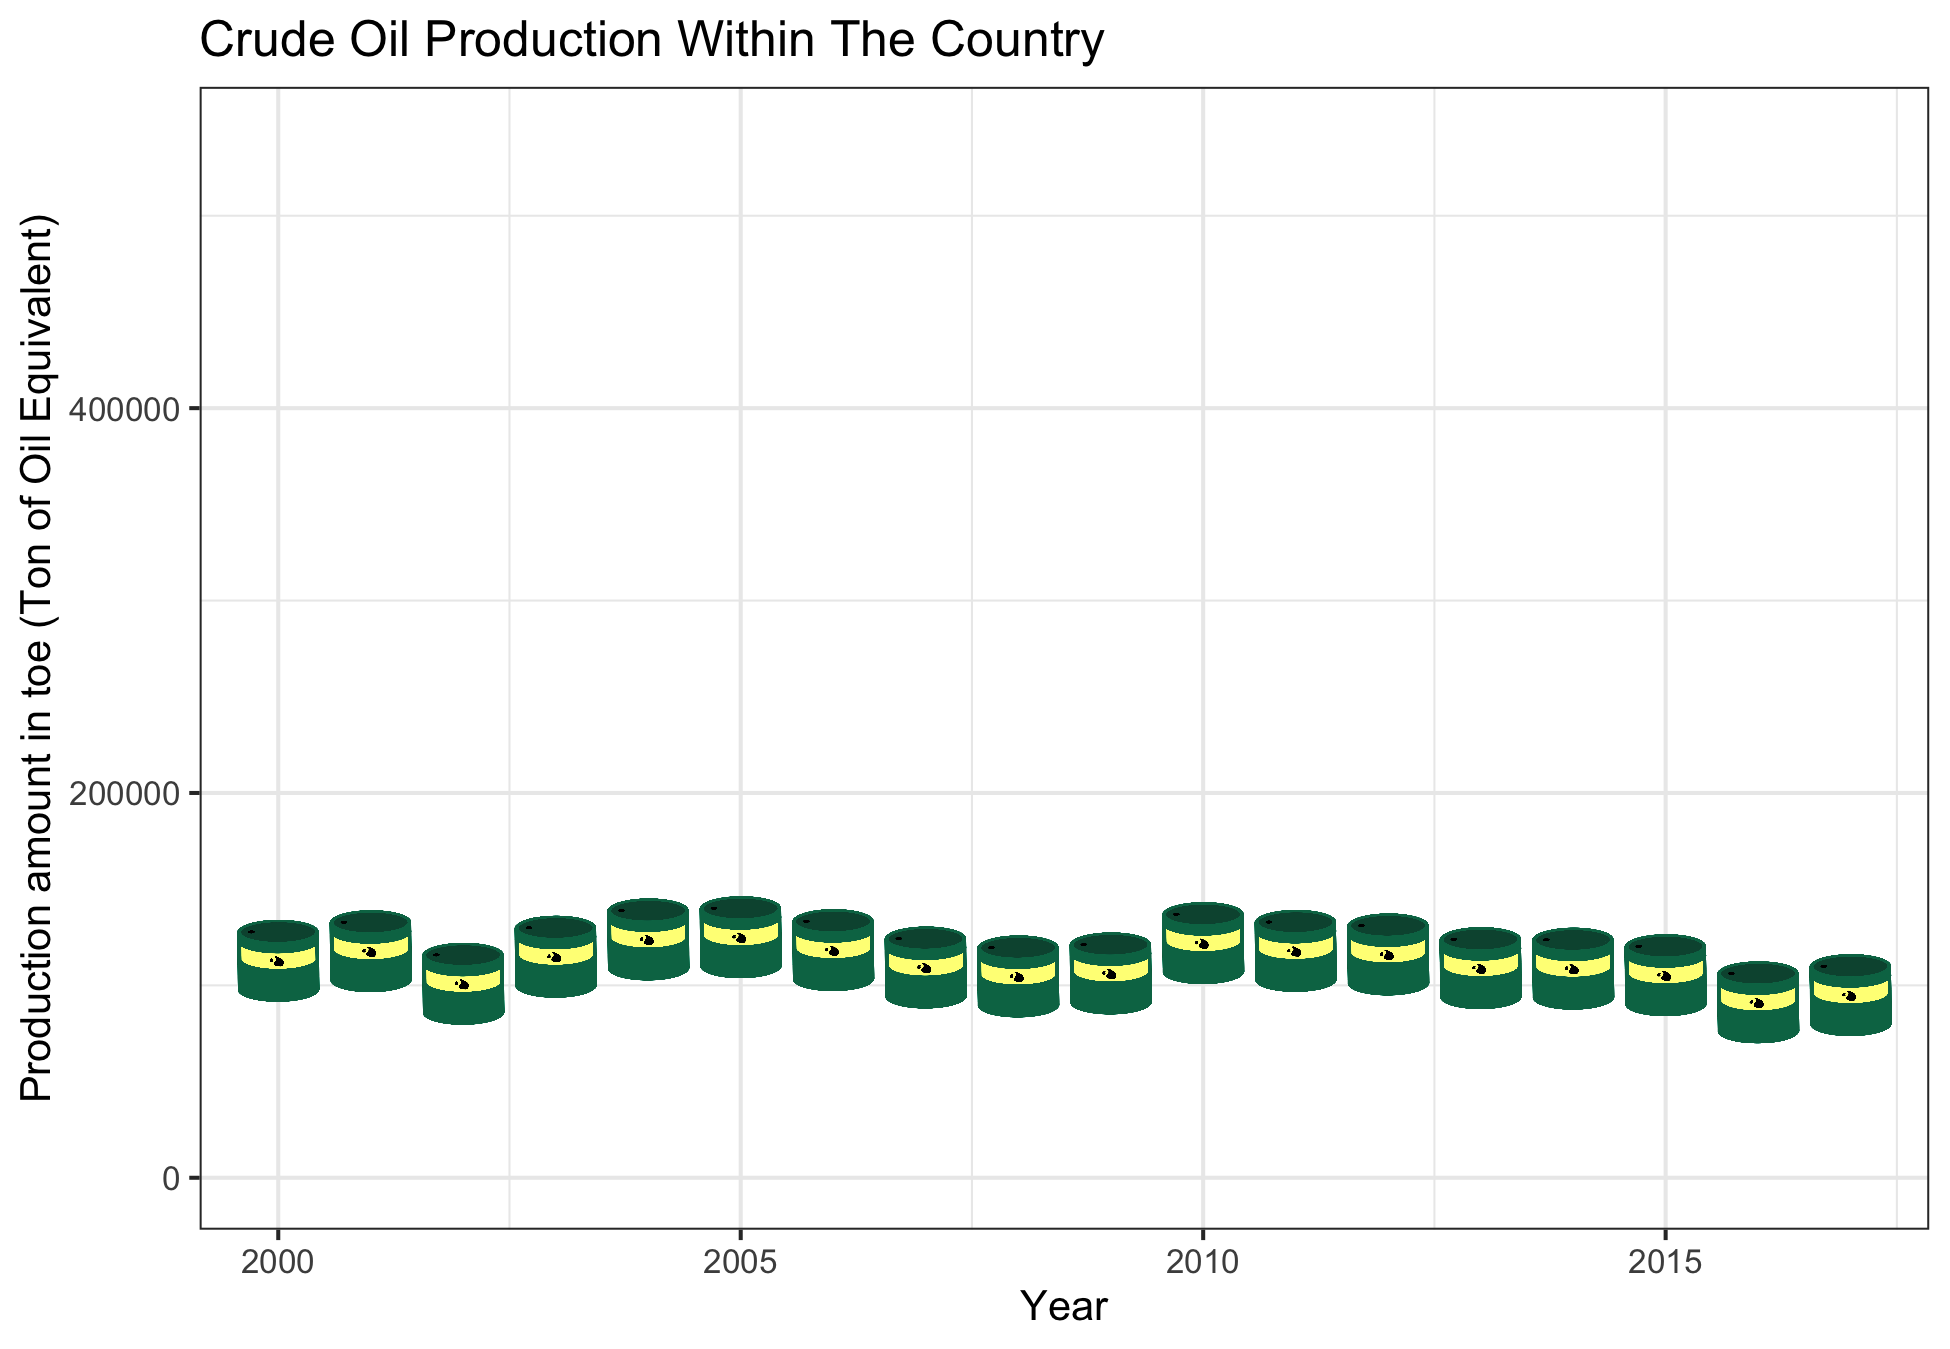 Crude Oil Production Within The Country
Production amount in toe (Ton of Oil Equivalent)
400000
200000
0
2000
2005
2010
2015
Year